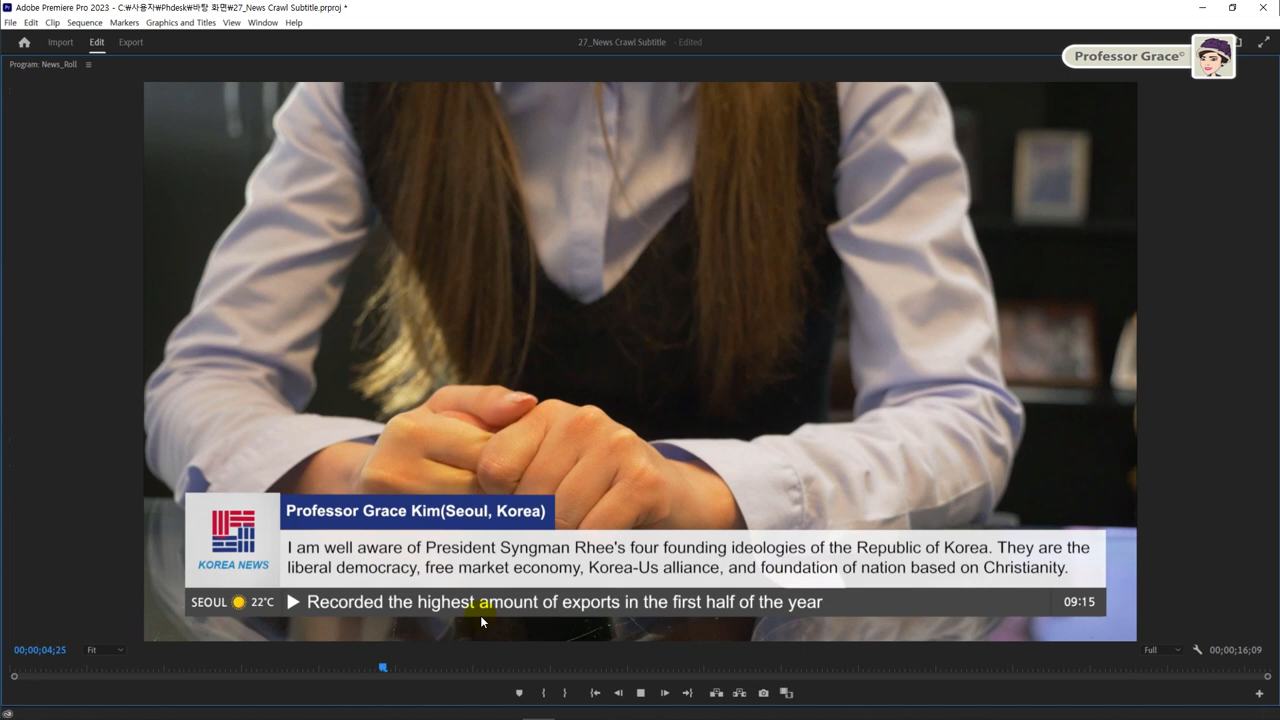 Adobe Premiere Pro 2023 - C:₩사용자₩Phdesk₩바탕 화면₩27_News Crawl Subtitle.prproj *
File Edit Clip Sequence Markers Graphics and Titles View Window Help
Import Edit Export
27_News Crawl Subtitle - Edited
Professor Grace©
Program: News_Roll
Professor Grace Kim(Seoul, Korea)
I am well aware of President Syngman Rhee's four founding ideologies of the Republic of Korea. They are the
liberal democracy, free market economy, Korea-Us alliance, and foundation of nation based on Christianity.
KOREA NEWS
SEOUL 22°C ▶ Recorded the highest amount of exports in the first half of the year 09:15
00;00;04;25 Fit Full 00;00;16;09